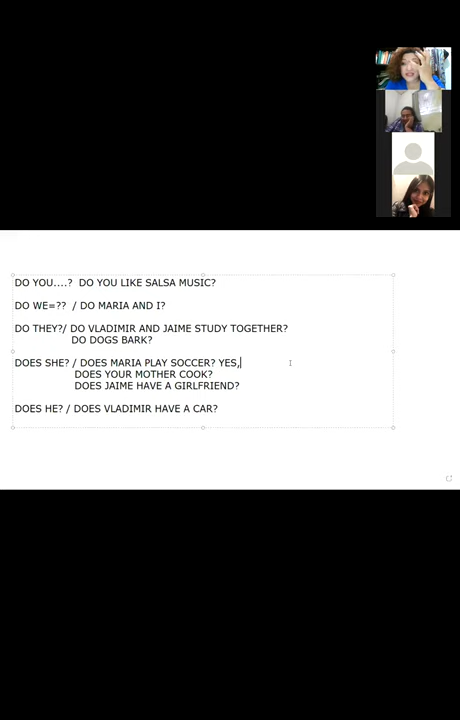 DO YOU....?  DO YOU LIKE SALSA MUSIC?
DO WE=??  / DO MARIA AND I?
DO THEY?/ DO VLADIMIR AND JAIME STUDY TOGETHER?
DO DOGS BARK?
DOES SHE? / DOES MARIA PLAY SOCCER? YES,
DOES YOUR MOTHER COOK?
DOES JAIME HAVE A GIRLFRIEND?
DOES HE? / DOES VLADIMIR HAVE A CAR?